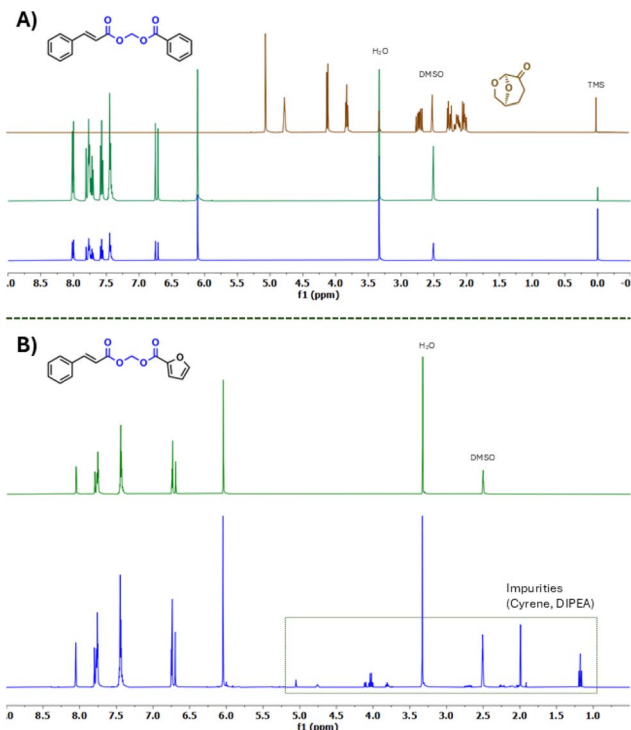 A)
O
O
O
O
H₂O
DMSO
O
O
O
TMS
.0 8.5 8.0 7.5 7.0 6.5 6.0 5.5 5.0 4.5 4.0 3.5 3.0 2.5 2.0 1.5 1.0 0.5 0.0 -0
f1 (ppm)
B)
O
O
O
O
O
H₂O
DMSO
Impurities
(Cyrene, DIPEA)
.0 8.5 8.0 7.5 7.0 6.5 6.0 5.5 5.0 4.5 4.0 3.5 3.0 2.5 2.0 1.5 1.0
f1 (ppm)